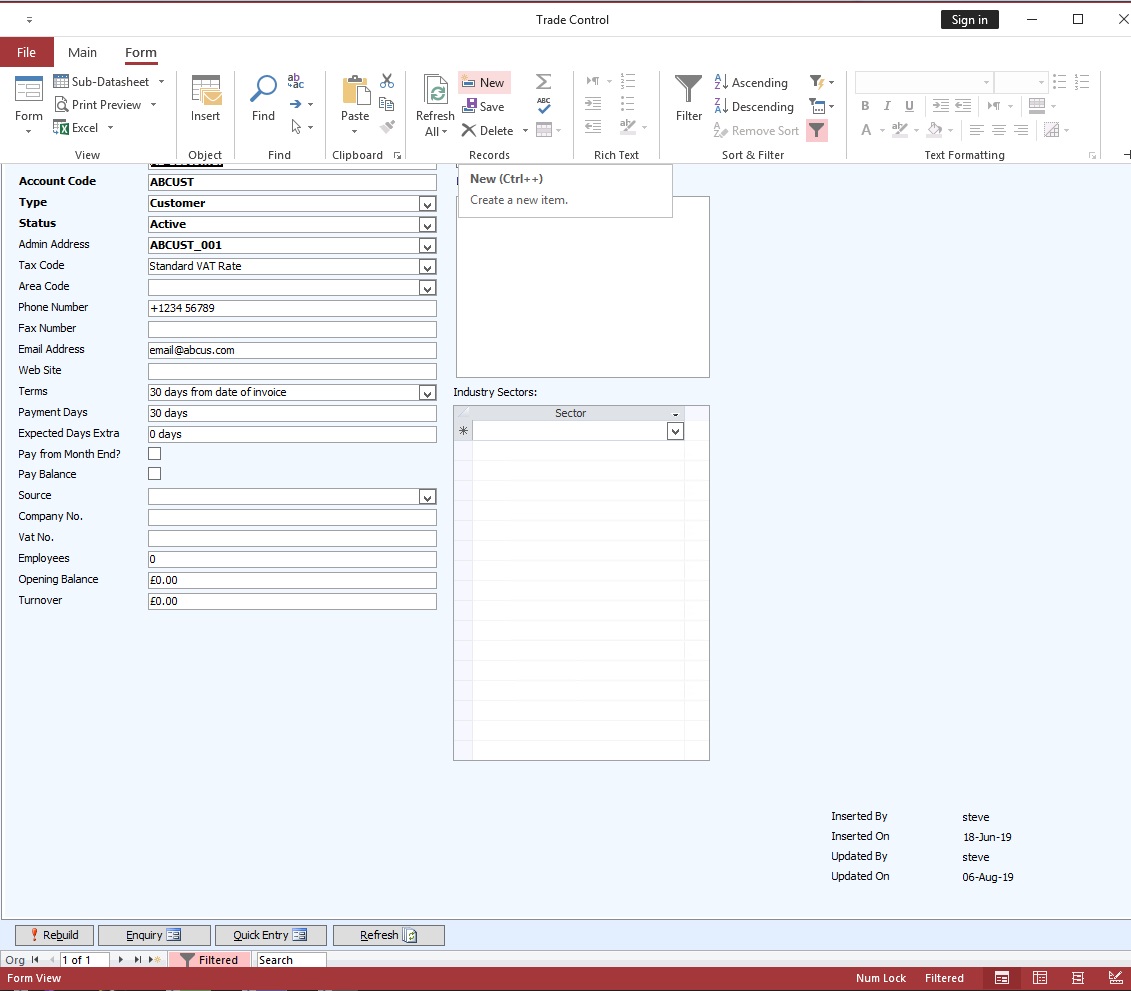 Trade Control
Sign in
File Main Form
Sub-Datasheet
Print Preview
Excel
Form
View
Insert
Object
Find
ab
ac
Find
Paste
Clipboard
Refresh
All
New
Save
Delete
ABC
Records
Rich Text
Filter
Ascending
Descending
Remove Sort
Sort & Filter
B I U
A
Text Formatting
New (Ctrl++)
Create a new item.
Account Code ABCUST
Type Customer
Status Active
Admin Address ABCUST_001
Tax Code Standard VAT Rate
Area Code
Phone Number +1234 56789
Fax Number
Email Address email@abcus.com
Web Site
Terms 30 days from date of invoice
Payment Days 30 days
Expected Days Extra 0 days
Pay from Month End?
Pay Balance
Source
Company No.
Vat No.
Employees 0
Opening Balance £0.00
Turnover £0.00
Industry Sectors:
Sector
Inserted By steve
Inserted On 18-Jun-19
Updated By steve
Updated On 06-Aug-19
Rebuild Enquiry Quick Entry Refresh
Org 1 of 1 Filtered Search
Form View Num Lock Filtered